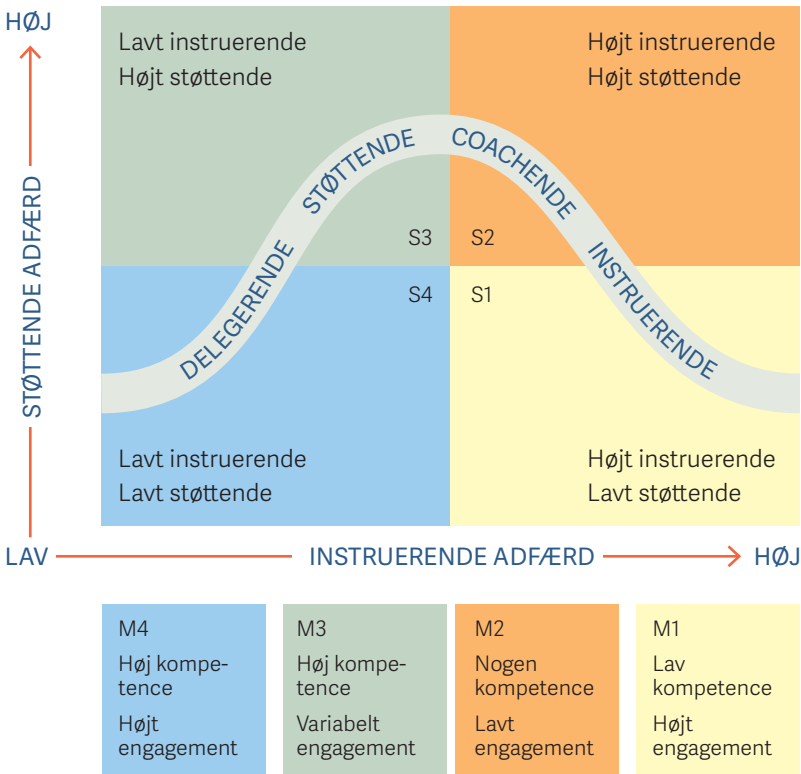 HØJ
Lavt instruerende
Højt støttende
Højt instruerende
Højt støttende
STØTTENDE
COACHENDE
DELEGERENDE
INSTRUERENDE
S3
S2
S4
S1
STØTTENDE ADFÆRD
Lavt instruerende
Lavt støttende
Højt instruerende
Lavt støttende
LAV
INSTRUERENDE ADFÆRD
HØJ
M4
Høj kompe-
tence
Højt
engagement
M3
Høj kompe-
tence
Variabelt
engagement
M2
Nogen
kompetence
Lavt
engagement
M1
Lav
kompetence
Højt
engagement